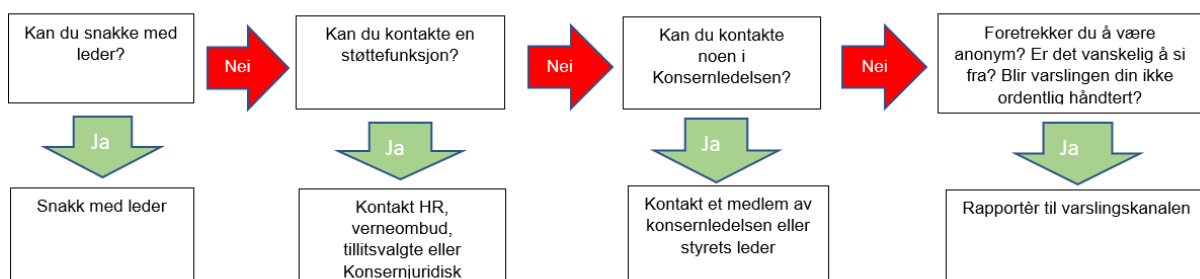 Kan du snakke med
leder?
Nei
Kan du kontakte en
støttefunksjon?
Nei
Kan du kontakte
noen i
Konsernledelsen?
Nei
Foretrekker du å være
anonym? Er det vanskelig å si
fra? Blir varslingen din ikke
ordentlig håndtert?
Ja
Ja
Ja
Ja
Snakk med leder
Kontakt HR,
verneombud,
tillitsvalgte eller
Konsernjuridisk
Kontakt et medlem av
konsernledelsen eller
styrets leder
Rapportèr til varslingskanalen